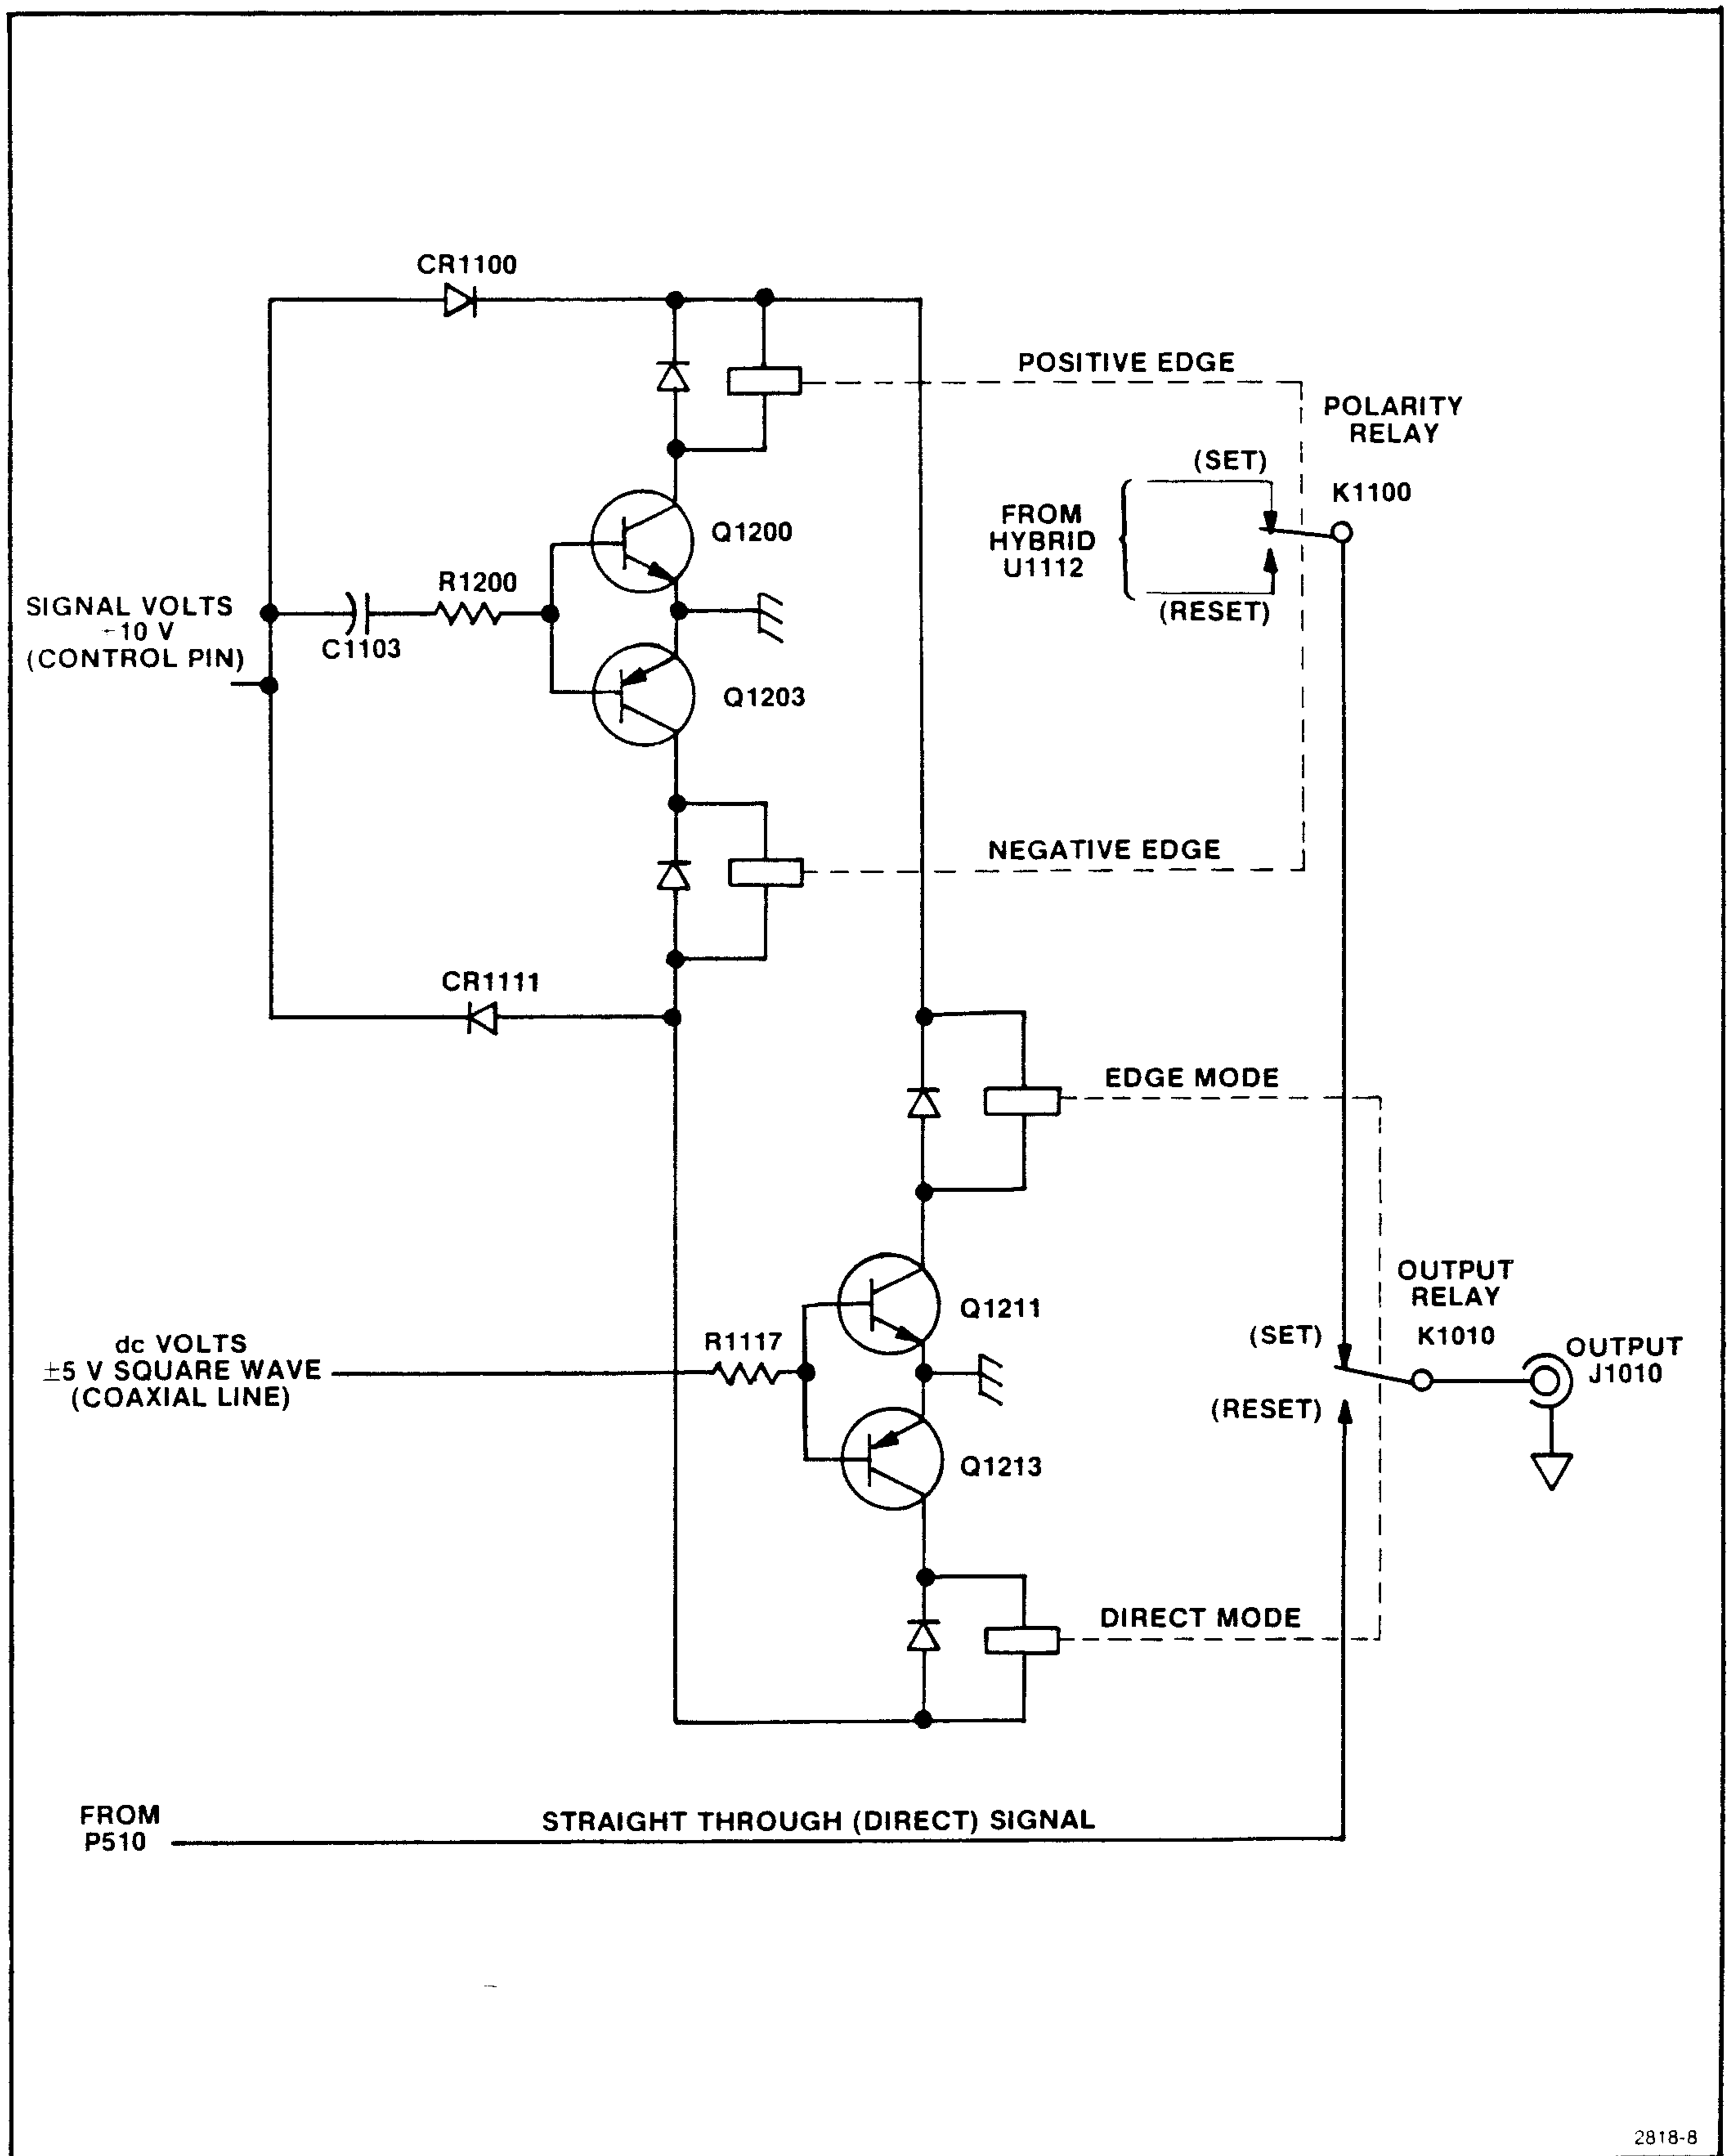 CR1100
POSITIVE EDGE
POLARITY
RELAY
(SET)
K1100
FROM
HYBRID
U1112
(RESET)
Q1200
R1200
SIGNAL VOLTS
-10 V
(CONTROL PIN)
C1103
Q1203
NEGATIVE EDGE
CR1111
EDGE MODE
OUTPUT
RELAY
K1010
(SET)
OUTPUT
J1010
(RESET)
Q1211
R1117
dc VOLTS
±5 V SQUARE WAVE
(COAXIAL LINE)
Q1213
DIRECT MODE
FROM
P510
STRAIGHT THROUGH (DIRECT) SIGNAL
2818-8